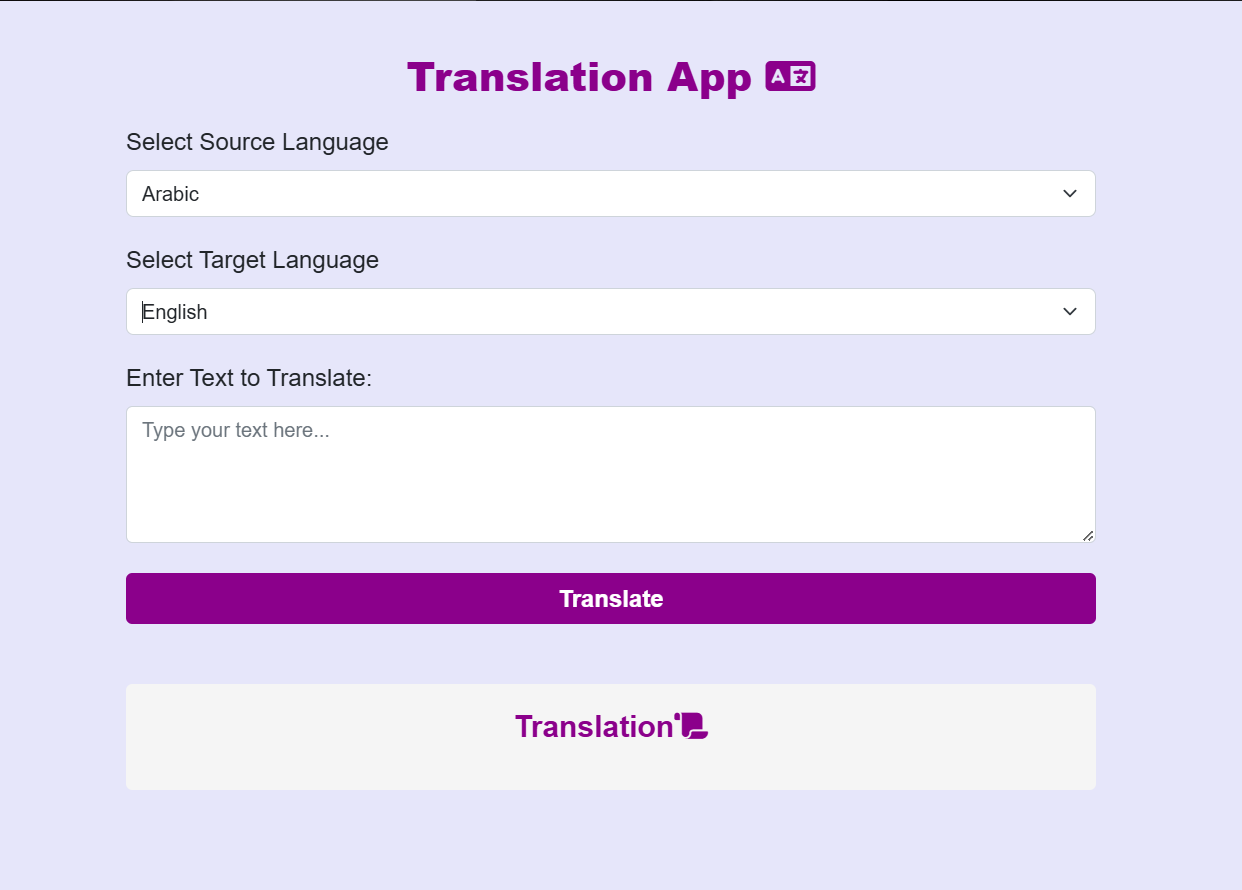 Translation App
Select Source Language
Arabic
Select Target Language
English
Enter Text to Translate:
Type your text here...
Translate
Translation